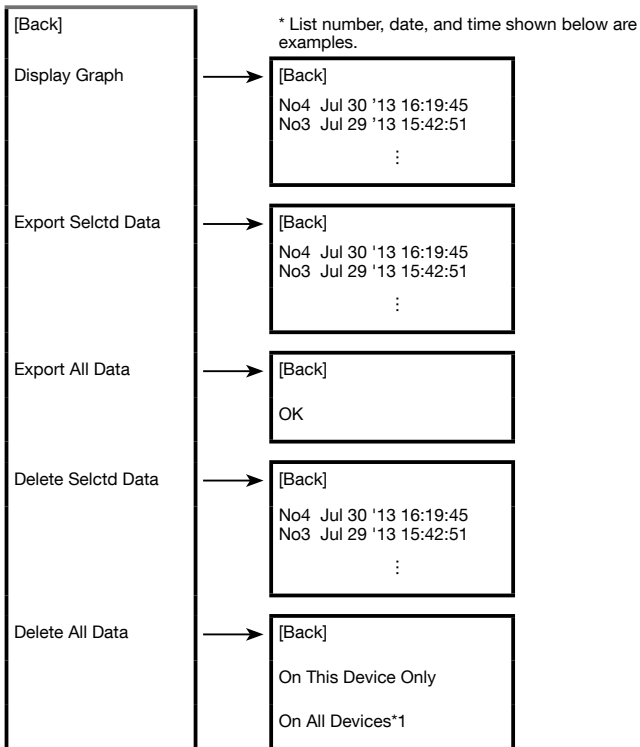 [Back]
* List number, date, and time shown below are
examples.
Display Graph
[Back]
No4 Jul 30 ’13 16:19:45
No3 Jul 29 ’13 15:42:51
⋮
Export Selctd Data
[Back]
No4 Jul 30 '13 16:19:45
No3 Jul 29 '13 15:42:51
⋮
Export All Data
[Back]
OK
Delete Selctd Data
[Back]
No4 Jul 30 '13 16:19:45
No3 Jul 29 '13 15:42:51
⋮
Delete All Data
[Back]
On This Device Only
On All Devices*1